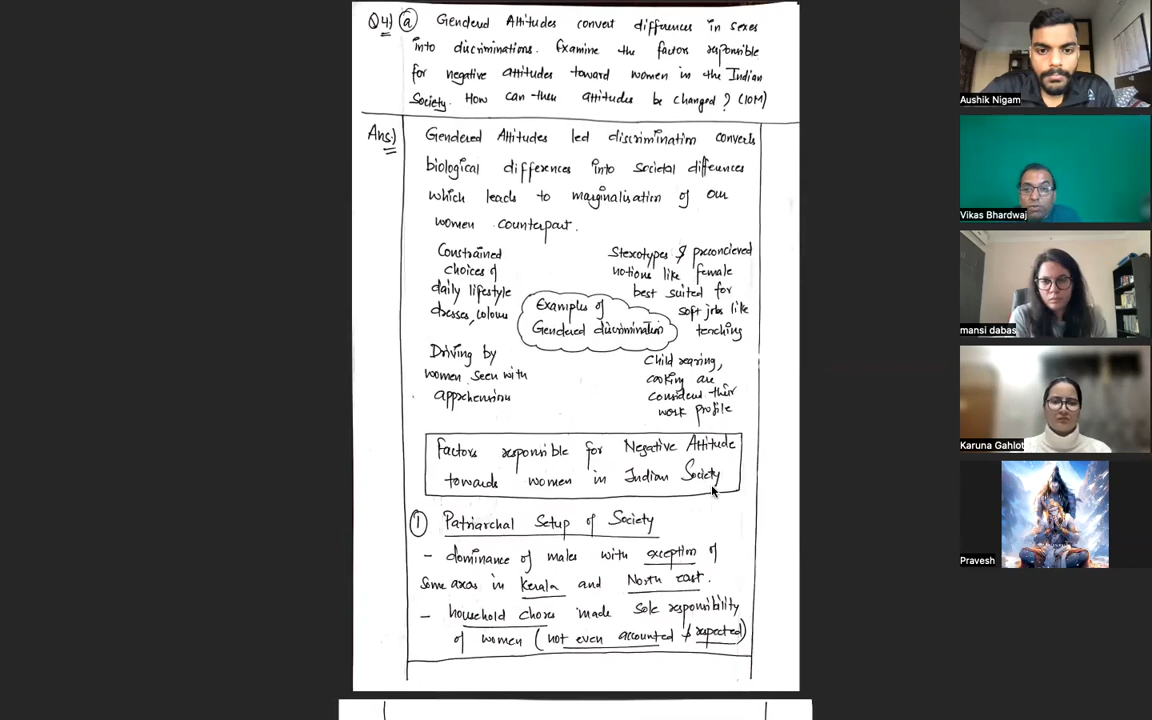 Q4) a Gendered Attitudes convert differences in sexes
into discriminations. Examine the factors responsible
for negative attitudes toward women in the Indian
Society. How can these attitudes be changed? (10M)
Ans:) Gendered Attitudes led discrimination converts
biological differences into societal differences
which leads to marginalisation of our
women counterpart.
Constrained
choices of
daily lifestyle
dresses, colours
Stereotypes & preconcieved
notions like female
best suited for
soft jobs like
teaching
Examples of
Gendered discrimination
Driving by
women seen with
apprehension
Child rearing,
cooking are
considered their
work profile
Factors responsible for Negative Attitude
towards women in Indian Society
1 Patriarchal Setup of Society
- dominance of males with exception of
some areas in Kerala and North east.
- household chores made sole responsibility
of women (not even accounted & respected)
Aushik Nigam
Vikas Bhardwaj
mansi dabas
Karuna Gahlot
Pravesh